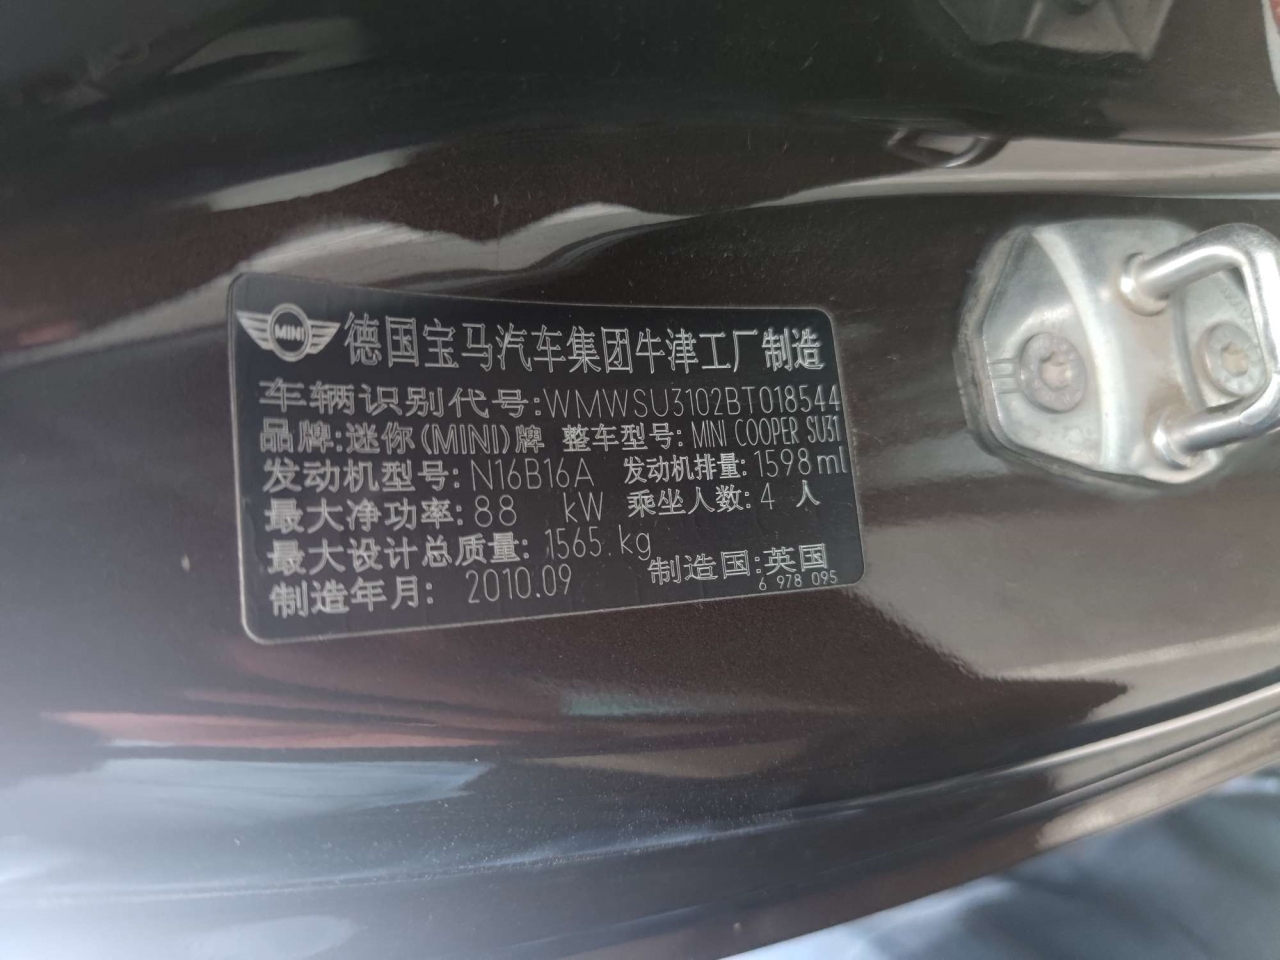 MINI 德国宝马汽车集团牛津工厂制造
车辆识别代号:WMWSU3102BT018544
品牌:迷你(MINI)牌 整车型号: MINI COOPER SU31
发动机型号: N16B16A 发动机排量: 1598 ml
最大净功率: 88 kW 乘坐人数: 4 人
最大设计总质量: 1565 kg
制造年月: 2010.09 制造国:英国
6 978 095